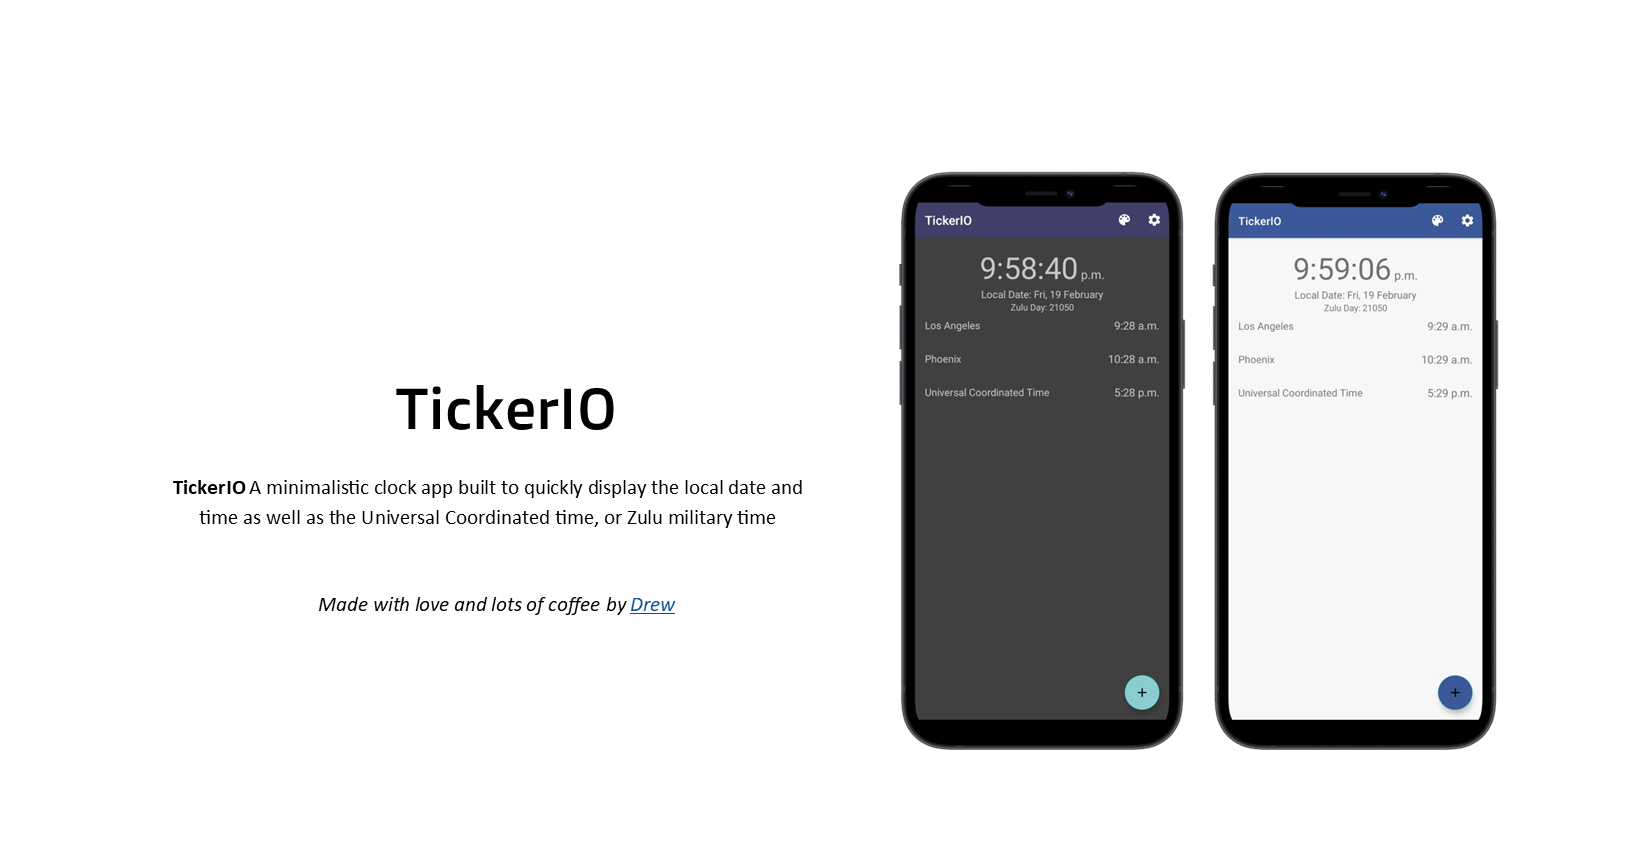 TickerIO
TickerIO A minimalistic clock app built to quickly display the local date and
time as well as the Universal Coordinated time, or Zulu military time
Made with love and lots of coffee by Drew
TickerIO
9:58:40 p.m.
Local Date: Fri, 19 February
Zulu Day: 21050
Los Angeles 9:28 a.m.
Phoenix 10:28 a.m.
Universal Coordinated Time 5:28 p.m.
+
TickerIO
9:59:06 p.m.
Local Date: Fri, 19 February
Zulu Day: 21050
Los Angeles 9:29 a.m.
Phoenix 10:29 a.m.
Universal Coordinated Time 5:29 p.m.
+